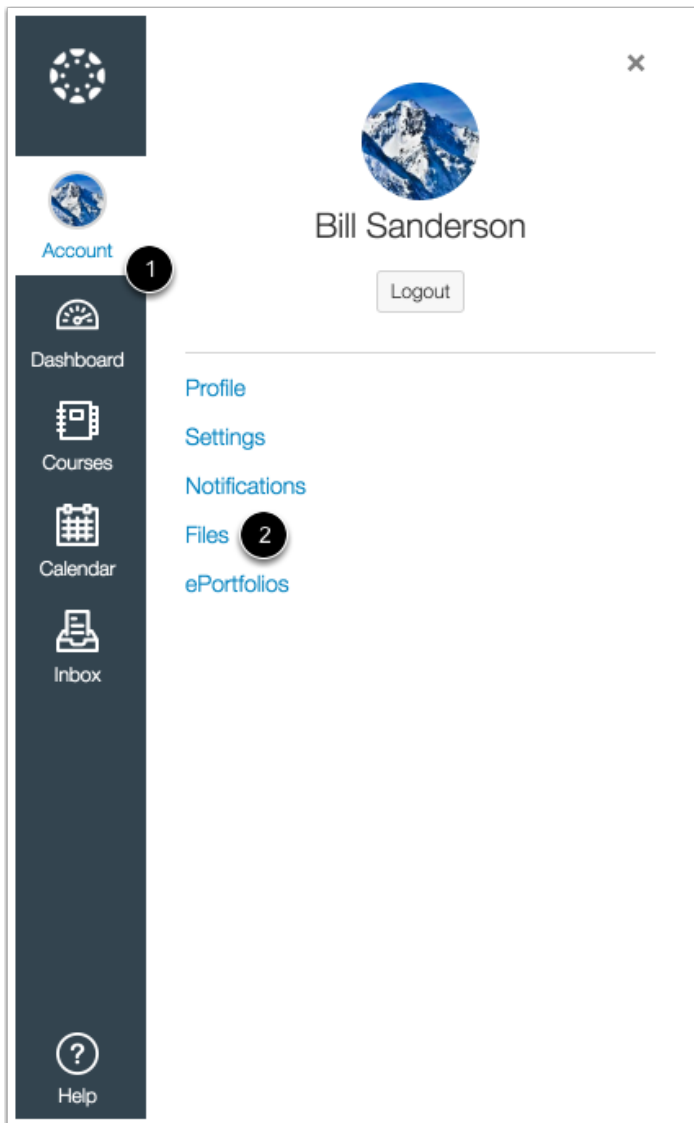 Account
1
Dashboard
Courses
Calendar
Inbox
Help
Bill Sanderson
Logout
Profile
Settings
Notifications
Files 2
ePortfolios